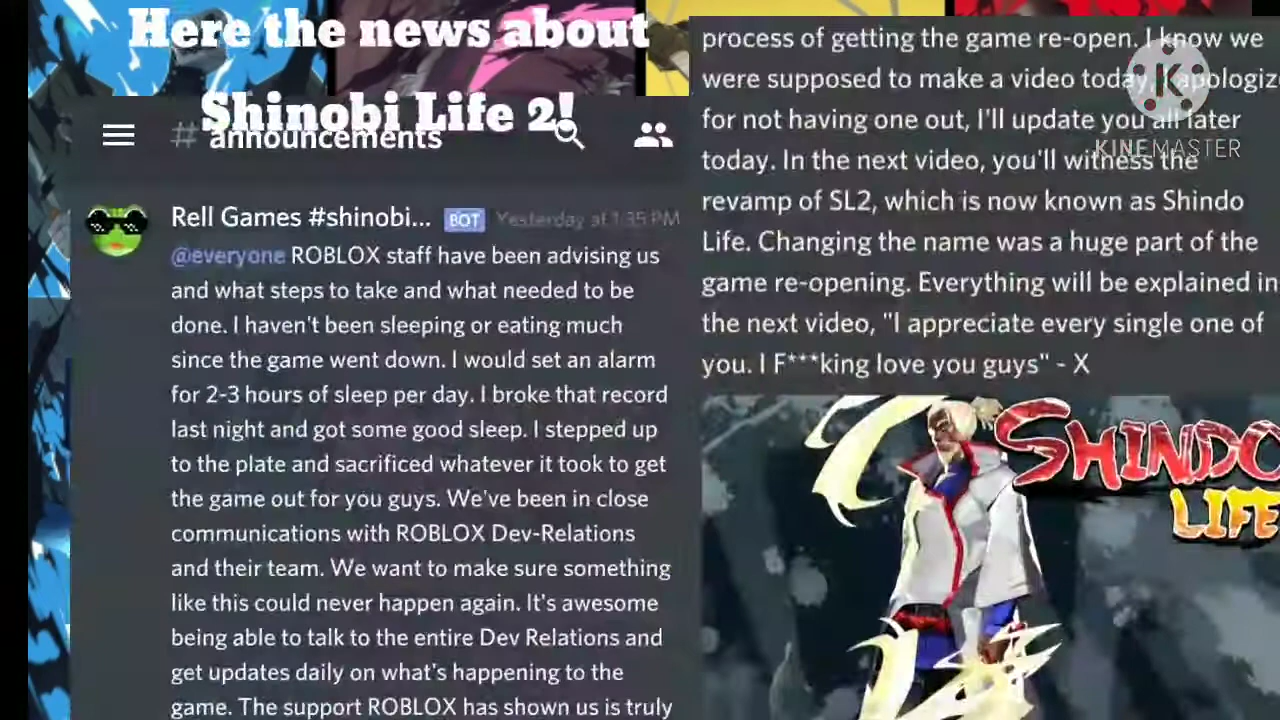 Here the news about
Shinobi Life 2!
# announcements
Rell Games #shinobi... BOT Yesterday at 1:35 PM
@everyone ROBLOX staff have been advising us
and what steps to take and what needed to be
done. I haven't been sleeping or eating much
since the game went down. I would set an alarm
for 2-3 hours of sleep per day. I broke that record
last night and got some good sleep. I stepped up
to the plate and sacrificed whatever it took to get
the game out for you guys. We've been in close
communications with ROBLOX Dev-Relations
and their team. We want to make sure something
like this could never happen again. It's awesome
being able to talk to the entire Dev Relations and
get updates daily on what's happening to the
game. The support ROBLOX has shown us is truly
process of getting the game re-open. I know we
were supposed to make a video today, I apologiz
for not having one out, I'll update you all later
today. In the next video, you'll witness the
revamp of SL2, which is now known as Shindo
Life. Changing the name was a huge part of the
game re-opening. Everything will be explained in
the next video, "I appreciate every single one of
you. I F***king love you guys" - X
SHINDO
LIFE
K
KINEMASTER